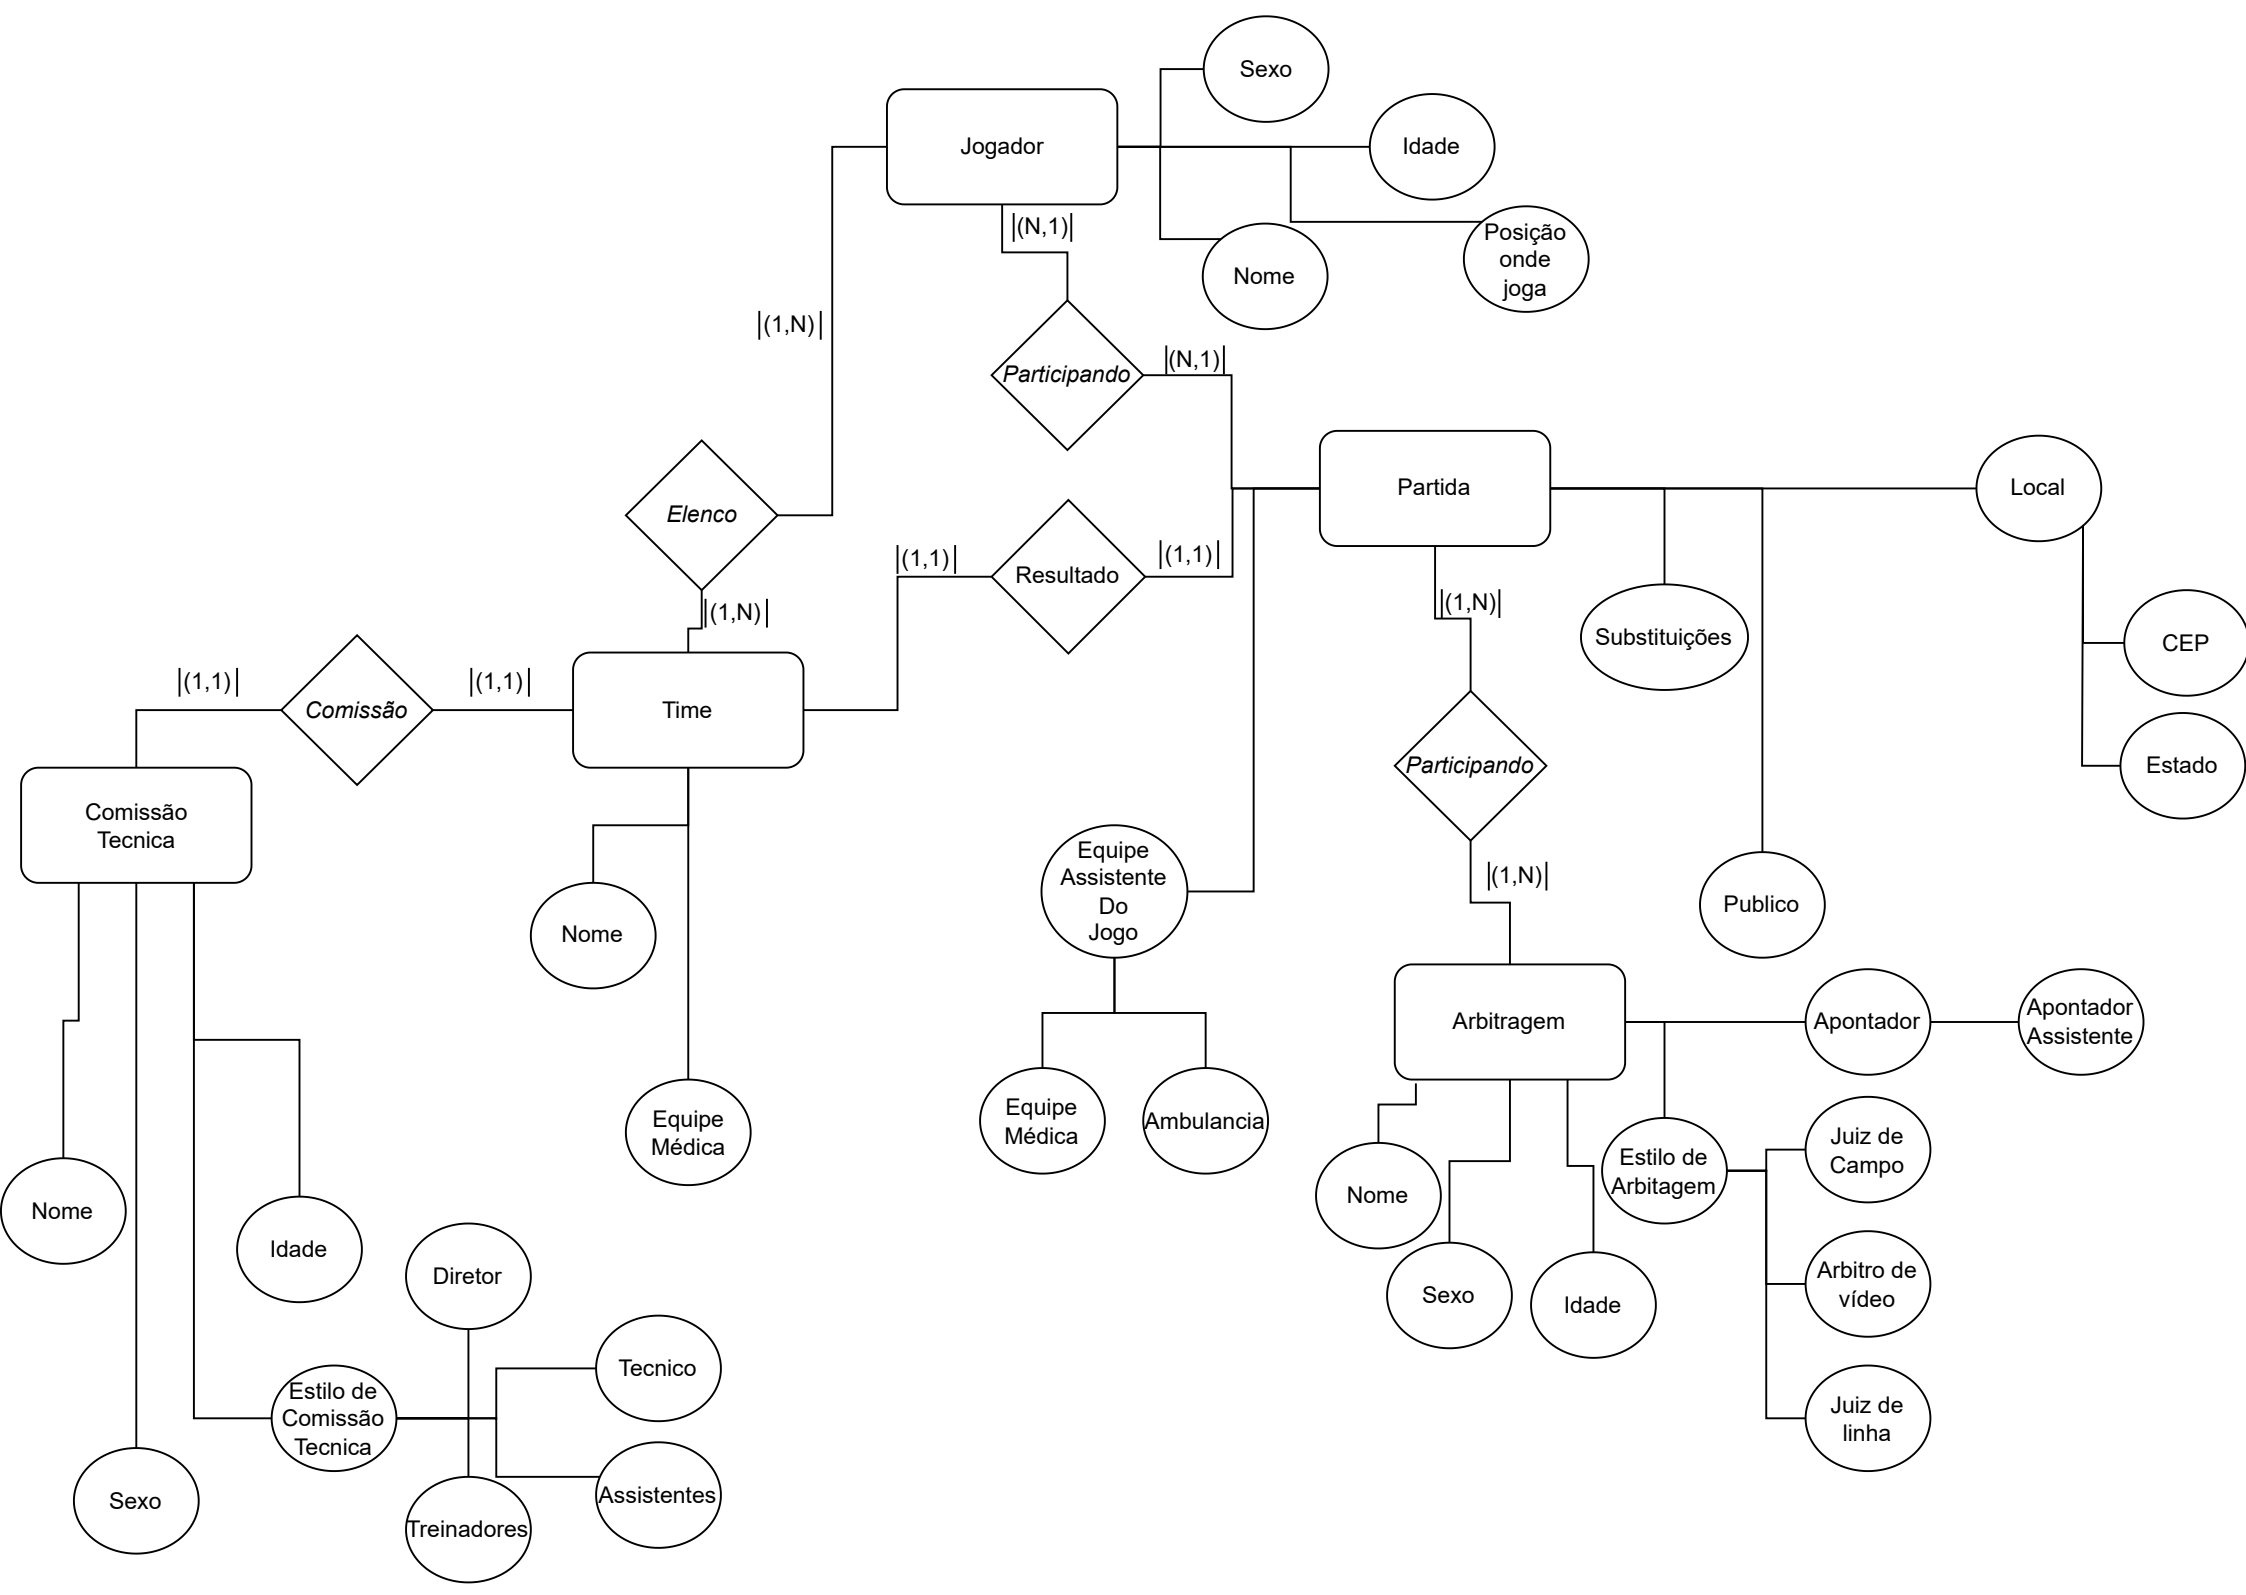 Sexo
Jogador
Idade
|(N,1)|
Posição
onde
joga
Nome
|(1,N)|
|(N,1)|
Participando
Partida
Local
Elenco
|(1,1)|
|(1,1)|
Resultado
|(1,N)|
|(1,N)|
Substituições
CEP
|(1,1)|
|(1,1)|
Comissão
Time
Participando
Estado
Comissão
Tecnica
Equipe
Assistente
Do
Jogo
|(1,N)|
Publico
Nome
Arbitragem
Apontador
Apontador
Assistente
Equipe
Médica
Equipe
Médica
Ambulancia
Juiz de
Campo
Estilo de
Arbitagem
Nome
Nome
Idade
Diretor
Sexo
Idade
Arbitro de
vídeo
Tecnico
Estilo de
Comissão
Tecnica
Juiz de
linha
Sexo
Assistentes
Treinadores